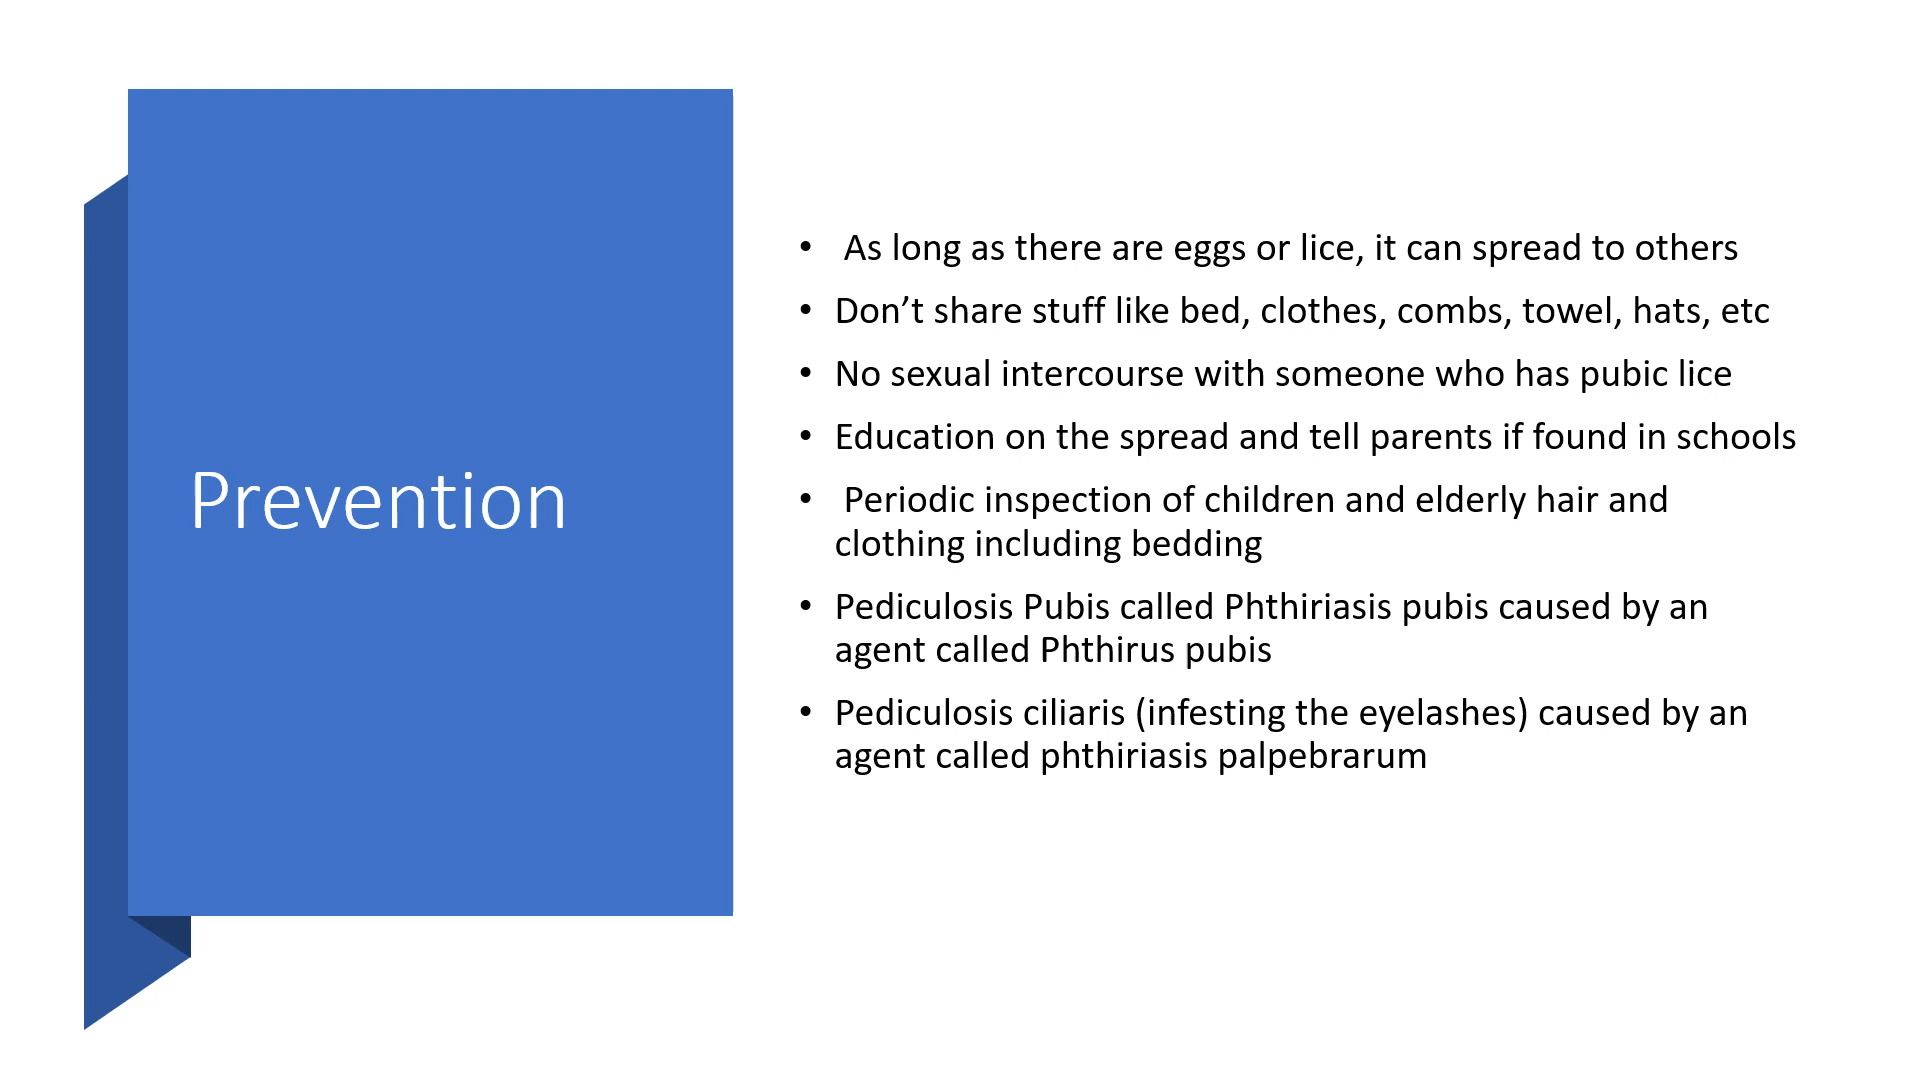 Prevention
• As long as there are eggs or lice, it can spread to others
• Don’t share stuff like bed, clothes, combs, towel, hats, etc
• No sexual intercourse with someone who has pubic lice
• Education on the spread and tell parents if found in schools
• Periodic inspection of children and elderly hair and
clothing including bedding
• Pediculosis Pubis called Phthiriasis pubis caused by an
agent called Phthirus pubis
• Pediculosis ciliaris (infesting the eyelashes) caused by an
agent called phthiriasis palpebrarum